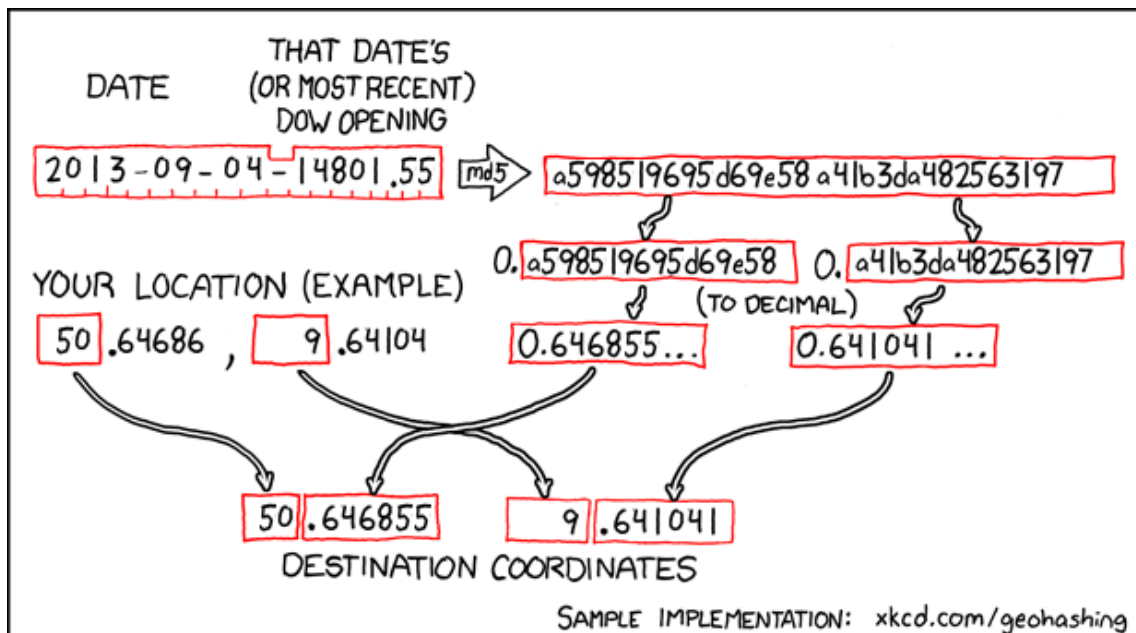 THAT DATE'S
DATE (OR MOST RECENT)
DOW OPENING
2013-09-04-14801.55 md5 a598519695d69e58a41b3da482563197
0.a598519695d69e58 0.a41b3da482563197
YOUR LOCATION (EXAMPLE) (TO DECIMAL)
50.64686, 9.64104 0.646855... 0.641041...
50.646855 9.641041
DESTINATION COORDINATES
SAMPLE IMPLEMENTATION: xkcd.com/geohashing